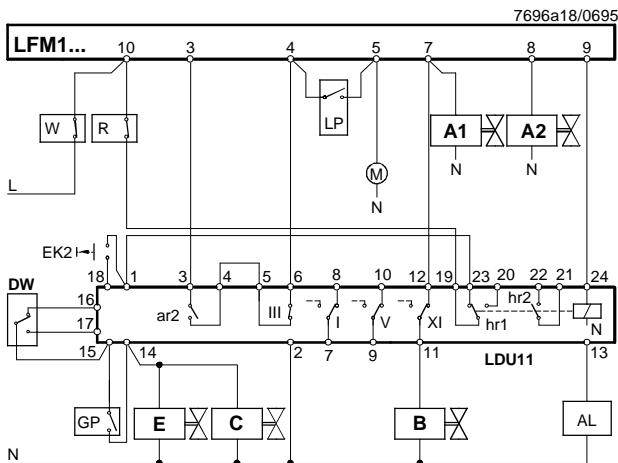 7696a18/0695
LFM1...
10 3 4 5 7 8 9
W R LP A1 A2
M N N
N
L
EK2
18 1 3 4 5 6 8 10 12 19 23 20 22 21 24
DW
16
17
ar2 III I V XI hr1 hr2 N
15 14 2 7 9 11 LDU11 13
GP E C B AL
N